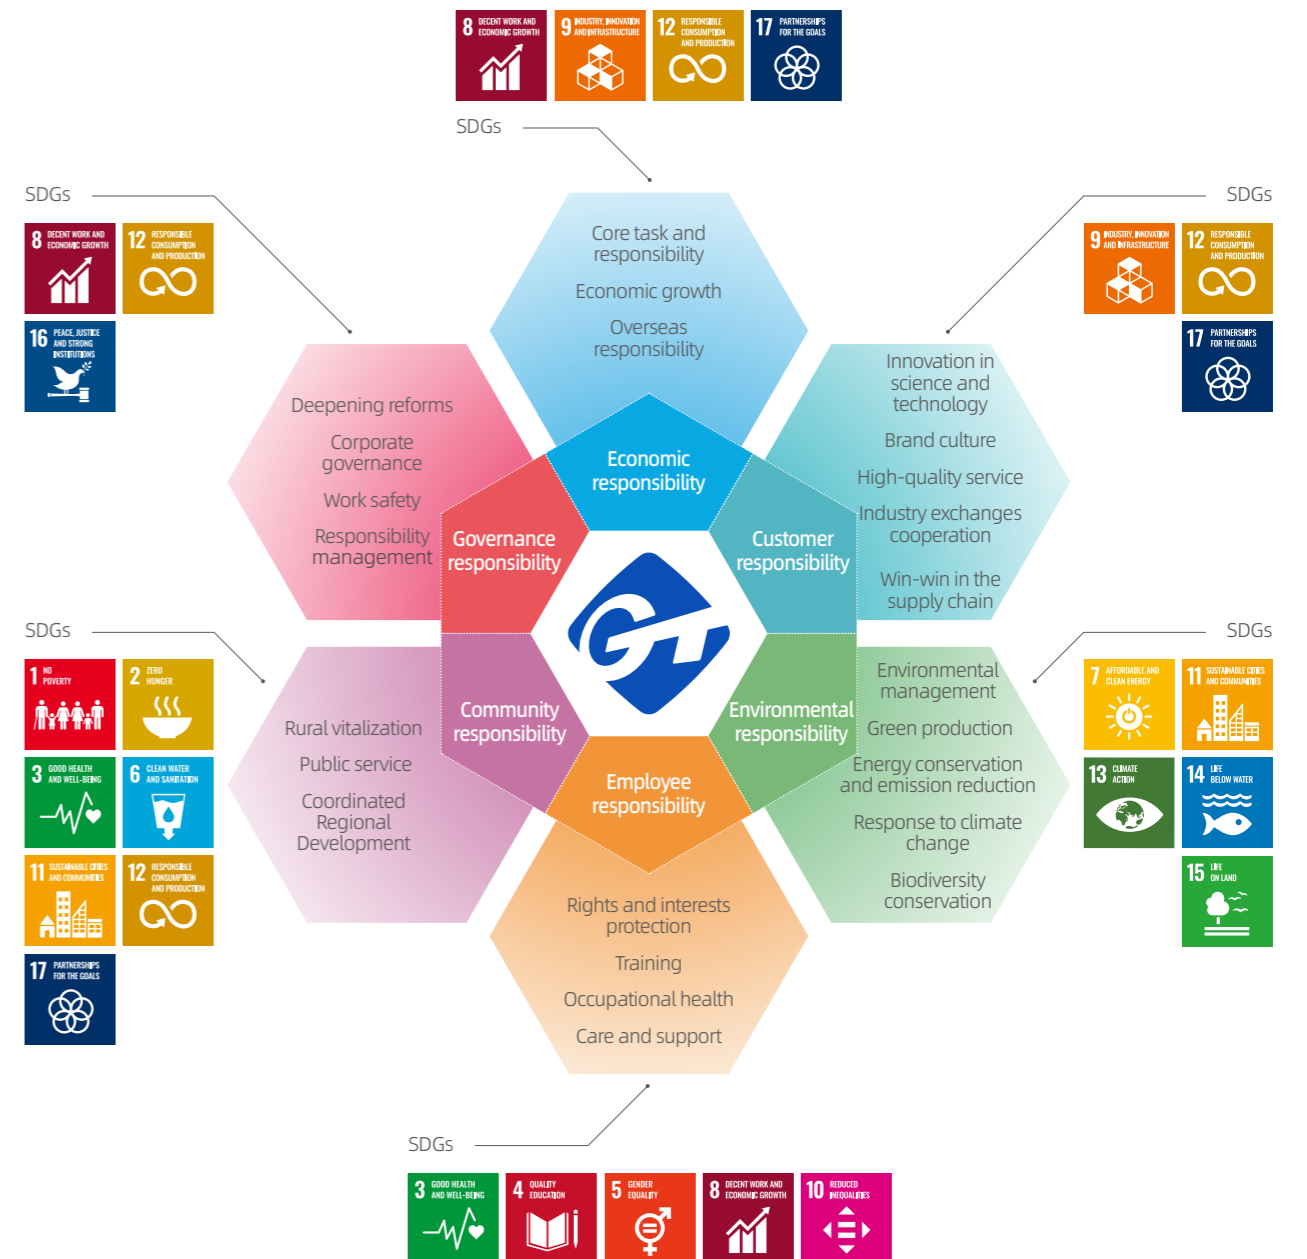 8 DECENT WORK AND
ECONOMIC GROWTH
9 INDUSTRY, INNOVATION
AND INFRASTRUCTURE
12 RESPONSIBLE
CONSUMPTION
AND PRODUCTION
17 PARTNERSHIPS
FOR THE GOALS
SDGs
SDGs
8 DECENT WORK AND
ECONOMIC GROWTH
12 RESPONSIBLE
CONSUMPTION
AND PRODUCTION
16 PEACE, JUSTICE
AND STRONG
INSTITUTIONS
SDGs
9 INDUSTRY, INNOVATION
AND INFRASTRUCTURE
12 RESPONSIBLE
CONSUMPTION
AND PRODUCTION
17 PARTNERSHIPS
FOR THE GOALS
Core task and
responsibility
Economic growth
Overseas
responsibility
Deepening reforms
Corporate
governance
Work safety
Responsibility
management
Innovation in
science and
technology
Brand culture
High-quality service
Industry exchanges
cooperation
Win-win in the
supply chain
Economic
responsibility
Governance
responsibility
Customer
responsibility
Community
responsibility
Environmental
responsibility
Employee
responsibility
SDGs
1 NO
POVERTY
2 ZERO
HUNGER
3 GOOD HEALTH
AND WELL-BEING
6 CLEAN WATER
AND SANITATION
11 SUSTAINABLE CITIES
AND COMMUNITIES
12 RESPONSIBLE
CONSUMPTION
AND PRODUCTION
17 PARTNERSHIPS
FOR THE GOALS
Rural vitalization
Public service
Coordinated
Regional
Development
Environmental
management
Green production
Energy conservation
and emission reduction
Response to climate
change
Biodiversity
conservation
SDGs
7 AFFORDABLE AND
CLEAN ENERGY
11 SUSTAINABLE CITIES
AND COMMUNITIES
13 CLIMATE
ACTION
14 LIFE
BELOW WATER
15 LIFE
ON LAND
Rights and interests
protection
Training
Occupational health
Care and support
SDGs
3 GOOD HEALTH
AND WELL-BEING
4 QUALITY
EDUCATION
5 GENDER
EQUALITY
8 DECENT WORK AND
ECONOMIC GROWTH
10 REDUCED
INEQUALITIES